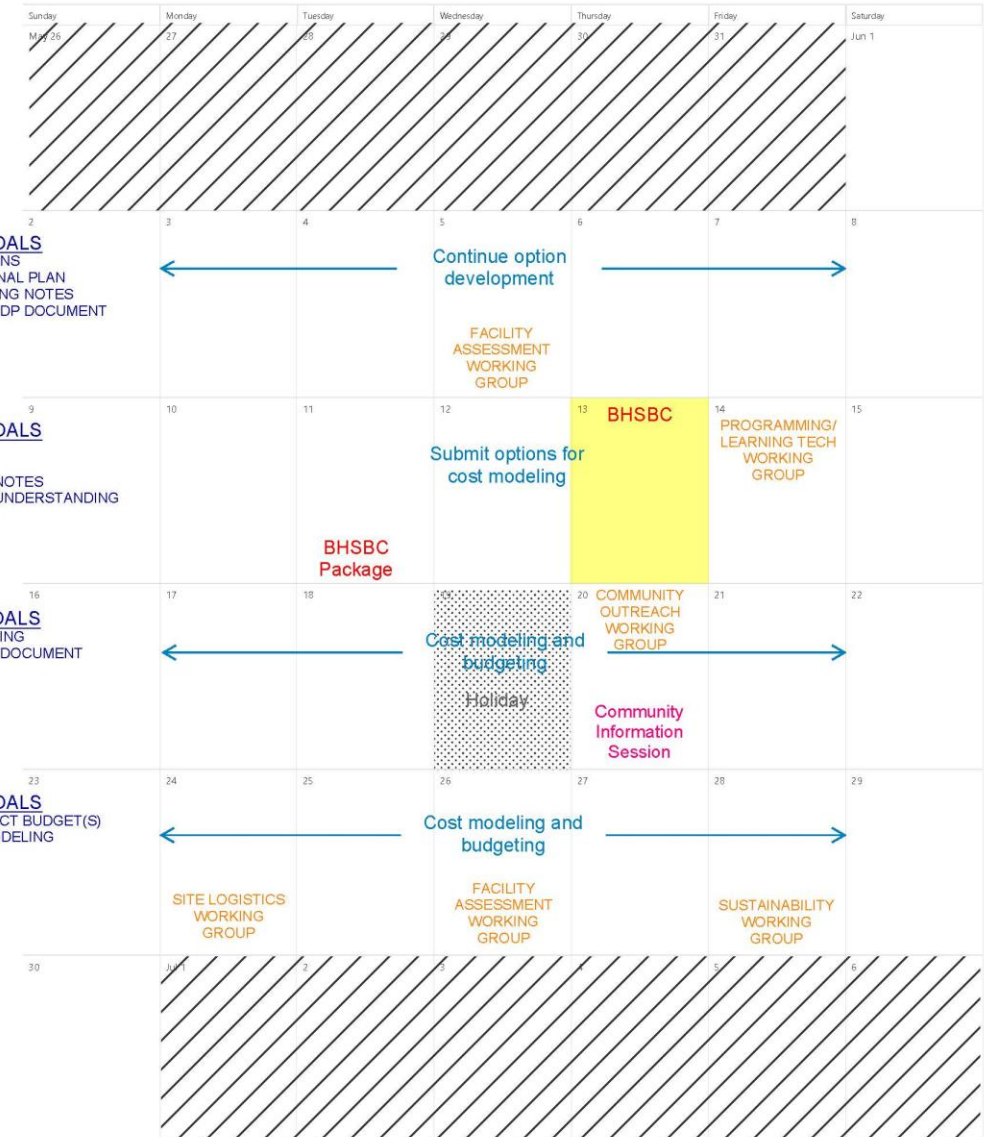 Sunday Monday Tuesday Wednesday Thursday Friday Saturday
May 26 27 28 29 30 31 Jun 1
2 3 4 5 6 7 8
OALS
NS
NAL PLAN
NG NOTES
DP DOCUMENT
Continue option
development
FACILITY
ASSESSMENT
WORKING
GROUP
9 10 11 12 13 14 15
OALS
NOTES
UNDERSTANDING
BHSBC
Package
Submit options for
cost modeling
BHSBC
PROGRAMMING/
LEARNING TECH
WORKING
GROUP
16 17 18 19 20 21 22
OALS
ING
DOCUMENT
Cost modeling and
budgeting
Holiday
COMMUNITY
OUTREACH
WORKING
GROUP
Community
Information
Session
23 24 25 26 27 28 29
OALS
CT BUDGET(S)
DELING
Cost modeling and
budgeting
SITE LOGISTICS
WORKING
GROUP
FACILITY
ASSESSMENT
WORKING
GROUP
SUSTAINABILITY
WORKING
GROUP
30 Jul 1 2 3 4 5 6